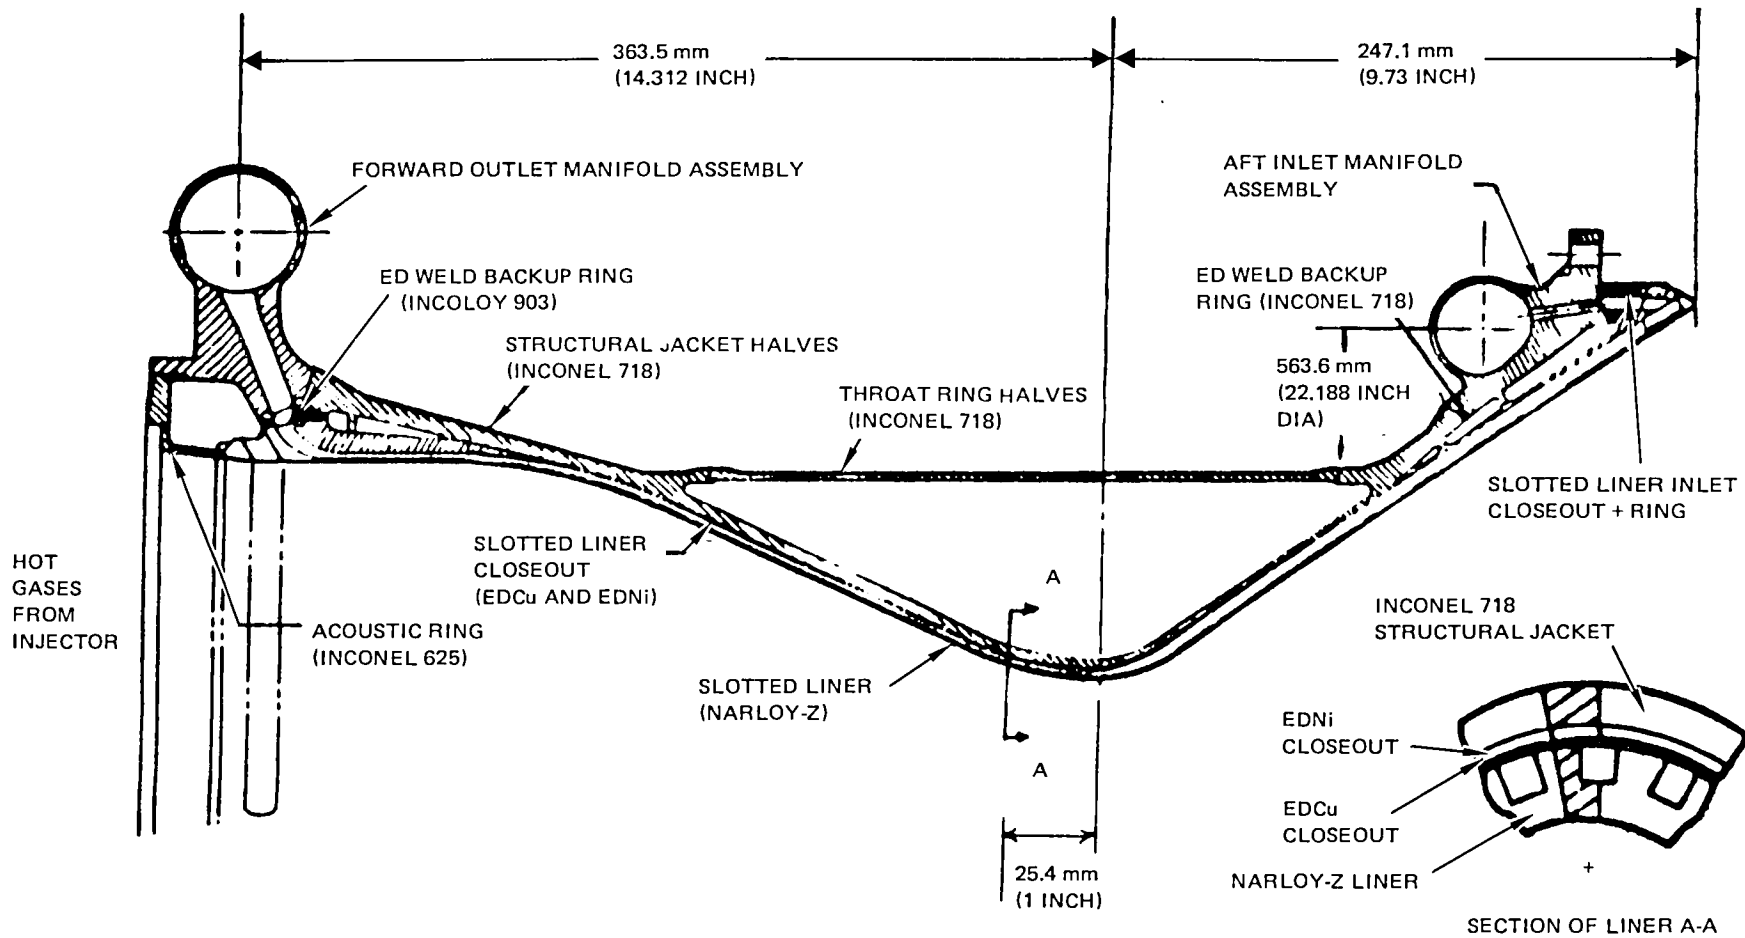 363.5 mm
(14.312 INCH)
247.1 mm
(9.73 INCH)
FORWARD OUTLET MANIFOLD ASSEMBLY
AFT INLET MANIFOLD
ASSEMBLY
ED WELD BACKUP RING
(INCOLOY 903)
ED WELD BACKUP
RING (INCONEL 718)
STRUCTURAL JACKET HALVES
(INCONEL 718)
THROAT RING HALVES
(INCONEL 718)
563.6 mm
(22.188 INCH
DIA)
SLOTTED LINER INLET
CLOSEOUT + RING
SLOTTED LINER
CLOSEOUT
(EDCu AND EDNi)
HOT
GASES
FROM
INJECTOR
ACOUSTIC RING
(INCONEL 625)
A
A
SLOTTED LINER
(NARLOY-Z)
25.4 mm
(1 INCH)
INCONEL 718
STRUCTURAL JACKET
EDNi
CLOSEOUT
EDCu
CLOSEOUT
NARLOY-Z LINER
+
SECTION OF LINER A-A